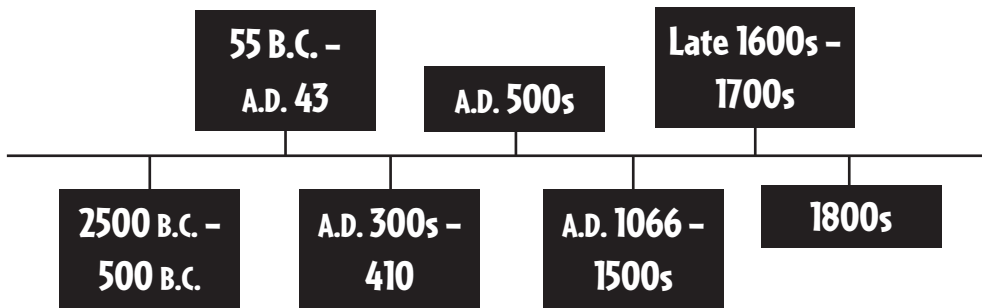 55 B.C. –
A.D. 43
A.D. 500s
Late 1600s –
1700s
2500 B.C. –
500 B.C.
A.D. 300s –
410
A.D. 1066 –
1500s
1800s